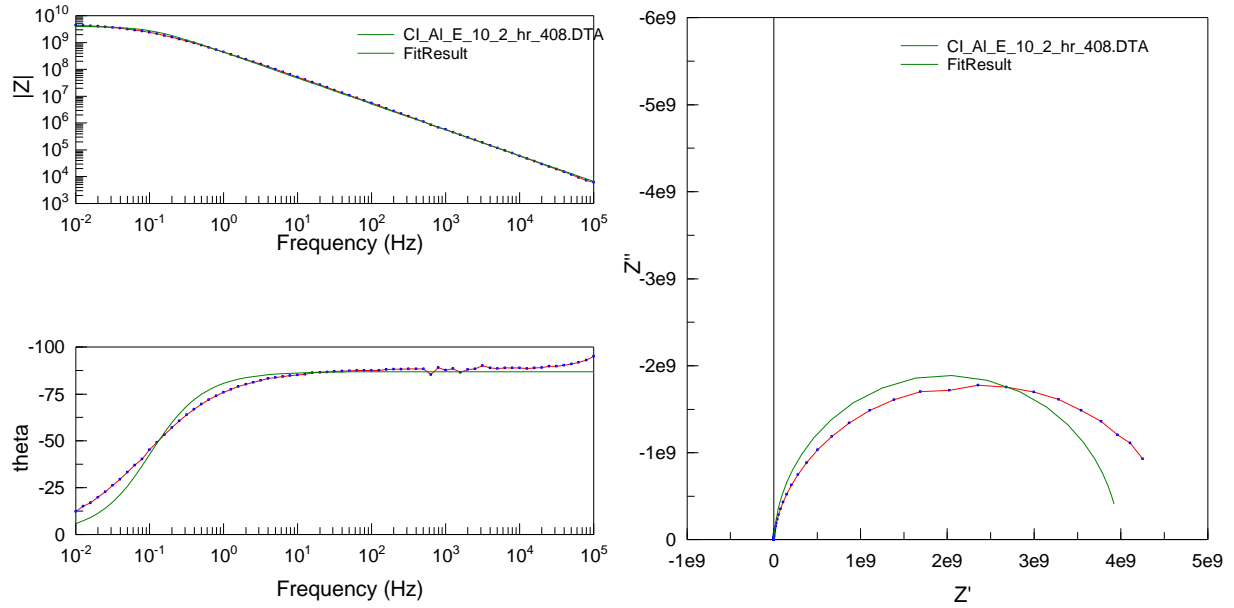 10^10
10^9
10^8
10^7
10^6
10^5
10^4
10^3
|Z|
CI_Al_E_10_2_hr_408.DTA
FitResult
10^-2 10^-1 10^0 10^1 10^2 10^3 10^4 10^5
Frequency (Hz)
-100
-75
-50
-25
0
theta
10^-2 10^-1 10^0 10^1 10^2 10^3 10^4 10^5
Frequency (Hz)
-6e9
-5e9
-4e9
-3e9
-2e9
-1e9
0
Z''
CI_Al_E_10_2_hr_408.DTA
FitResult
-1e9 0 1e9 2e9 3e9 4e9 5e9
Z'